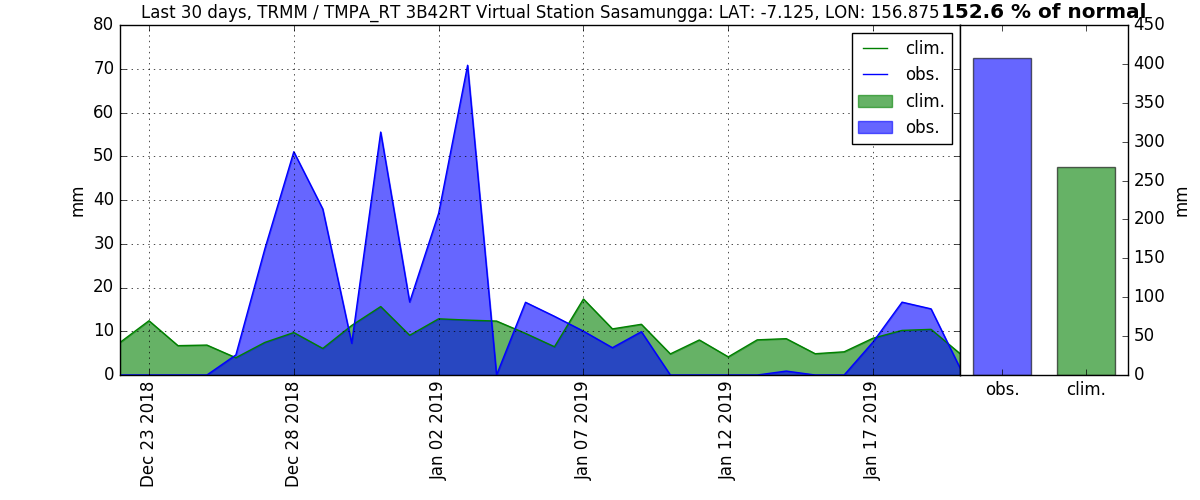 Last 30 days, TRMM / TMPA_RT 3B42RT Virtual Station Sasamungga: LAT: -7.125, LON: 156.875
152.6 % of normal
80
70
60
50
40
30
20
10
0
mm
clim.
obs.
clim.
obs.
Dec 23 2018
Dec 28 2018
Jan 02 2019
Jan 07 2019
Jan 12 2019
Jan 17 2019
450
400
350
300
250
200
150
100
50
0
mm
obs.
clim.